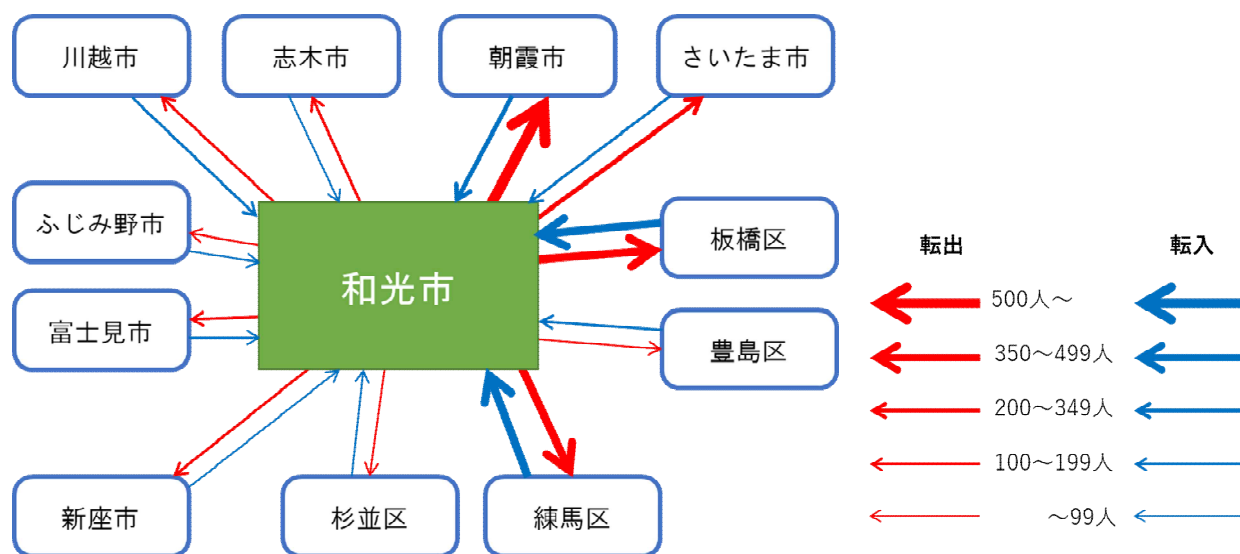 川越市
志木市
朝霞市
さいたま市
ふじみ野市
板橋区
和光市
富士見市
豊島区
新座市
杉並区
練馬区
転出 転入
500人～
350～499人
200～349人
100～199人
～99人